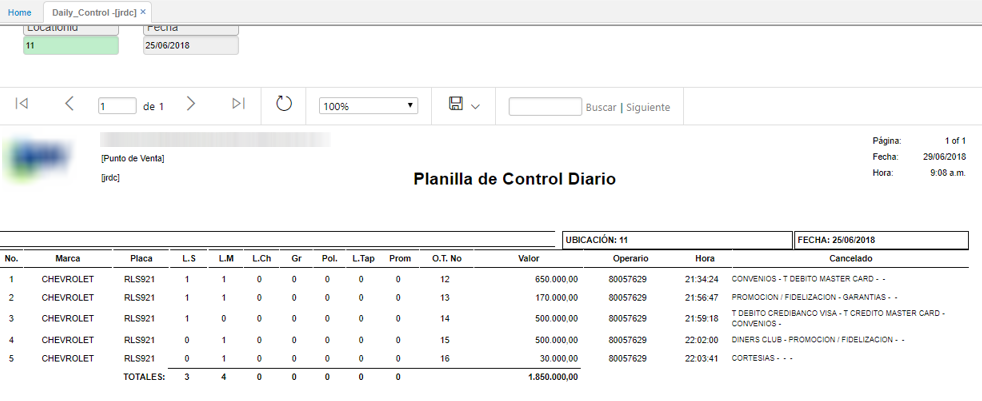 Home Daily_Control -[jrdc] ×
LocationId Fecha
11 25/06/2018
1 de 1 100% Buscar | Siguiente
Página: 1 of 1
[Punto de Venta] Fecha: 29/06/2018
[jrdc] Planilla de Control Diario Hora: 9:08 a.m.
UBICACIÓN: 11 FECHA: 25/06/2018
No. Marca Placa L.S L.M L.Ch Gr Pol. L.Tap Prom O.T. No Valor Operario Hora Cancelado
1 CHEVROLET RLS921 1 1 0 0 0 0 0 12 650.000,00 80057629 21:34:24 CONVENIOS - T DEBITO MASTER CARD - -
2 CHEVROLET RLS921 1 1 0 0 0 0 0 13 170.000,00 80057629 21:56:47 PROMOCION / FIDELIZACION - GARANTIAS - -
3 CHEVROLET RLS921 1 0 0 0 0 0 0 14 500.000,00 80057629 21:59:18 T DEBITO CREDIBANCO VISA - T CREDITO MASTER CARD -
CONVENIOS -
4 CHEVROLET RLS921 0 1 0 0 0 0 0 15 500.000,00 80057629 22:02:00 DINERS CLUB - PROMOCION / FIDELIZACION - -
5 CHEVROLET RLS921 0 1 0 0 0 0 0 16 30.000,00 80057629 22:03:41 CORTESIAS - - -
TOTALES: 3 4 0 0 0 0 0 1.850.000,00